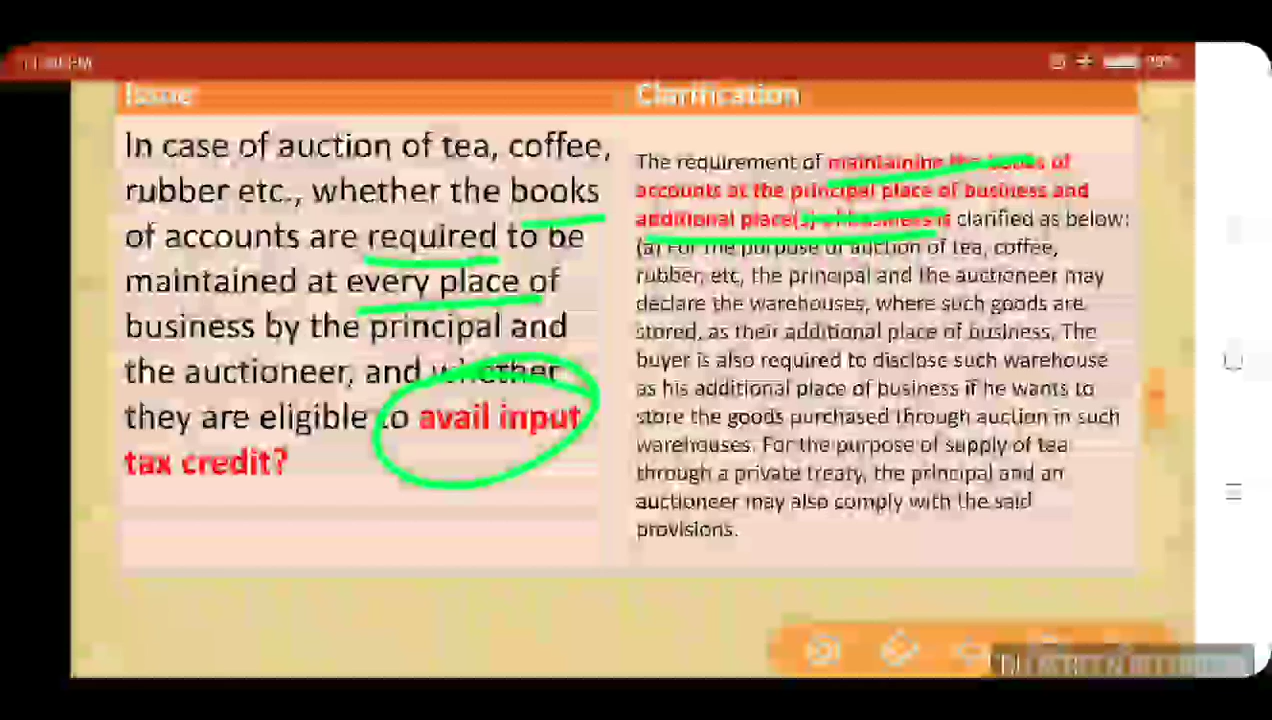 Issue
Clarification
In case of auction of tea, coffee,
rubber etc., whether the books
of accounts are required to be
maintained at every place of
business by the principal and
the auctioneer, and whether
they are eligible to avail input
tax credit?
The requirement of maintaining the books of
accounts at the principal place of business and
additional place(s) of business is clarified as below:
(a) For the purpose of auction of tea, coffee,
rubber, etc, the principal and the auctioneer may
declare the warehouses, where such goods are
stored, as their additional place of business. The
buyer is also required to disclose such warehouse
as his additional place of business if he wants to
store the goods purchased through auction in such
warehouses. For the purpose of supply of tea
through a private treaty, the principal and an
auctioneer may also comply with the said
provisions.